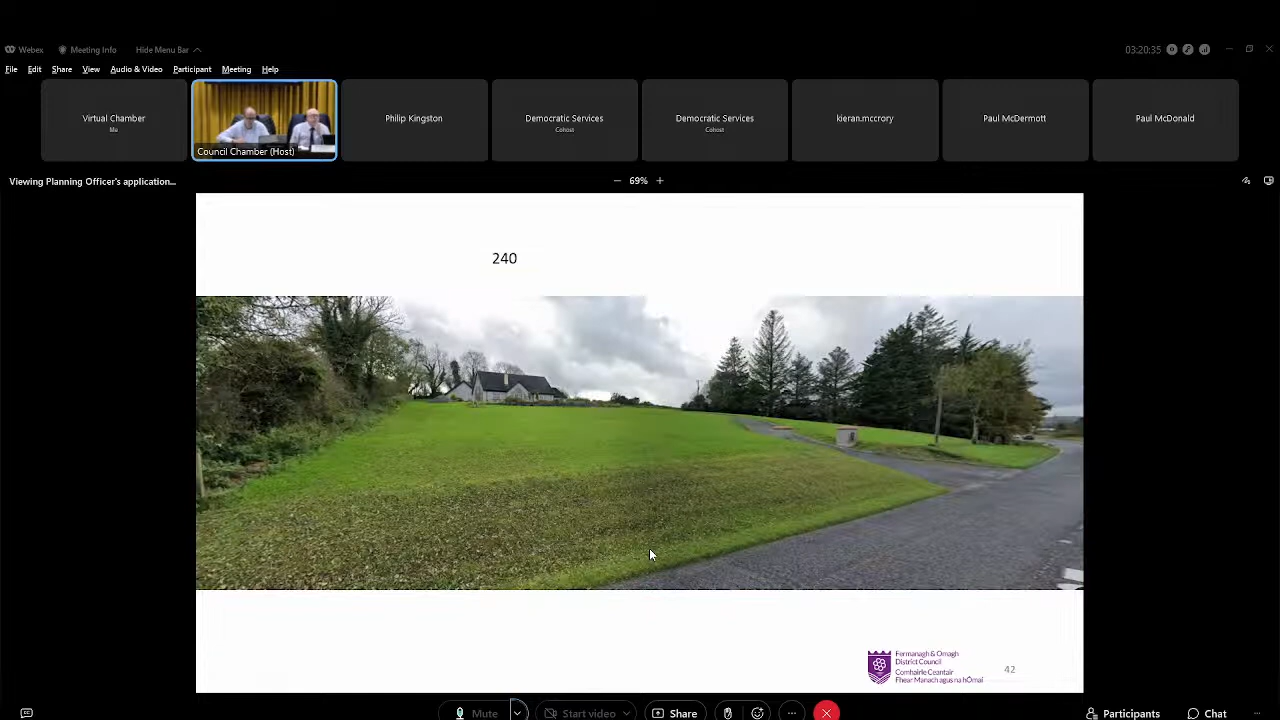 Webex
Meeting Info
Hide Menu Bar
03:20:35
File Edit Share View Audio & Video Participant Meeting Help
Virtual Chamber
Me
Council Chamber (Host)
Philip Kingston
Democratic Services
Cohost
Democratic Services
Cohost
kieran.mccrory
Paul McDermott
Paul McDonald
Viewing Planning Officer's application...
69%
240
Fermanagh & Omagh
District Council
Comhairle Ceantair
Fhear Manach agus na hÓmaí
42
Mute
Start video
Share
Participants
Chat